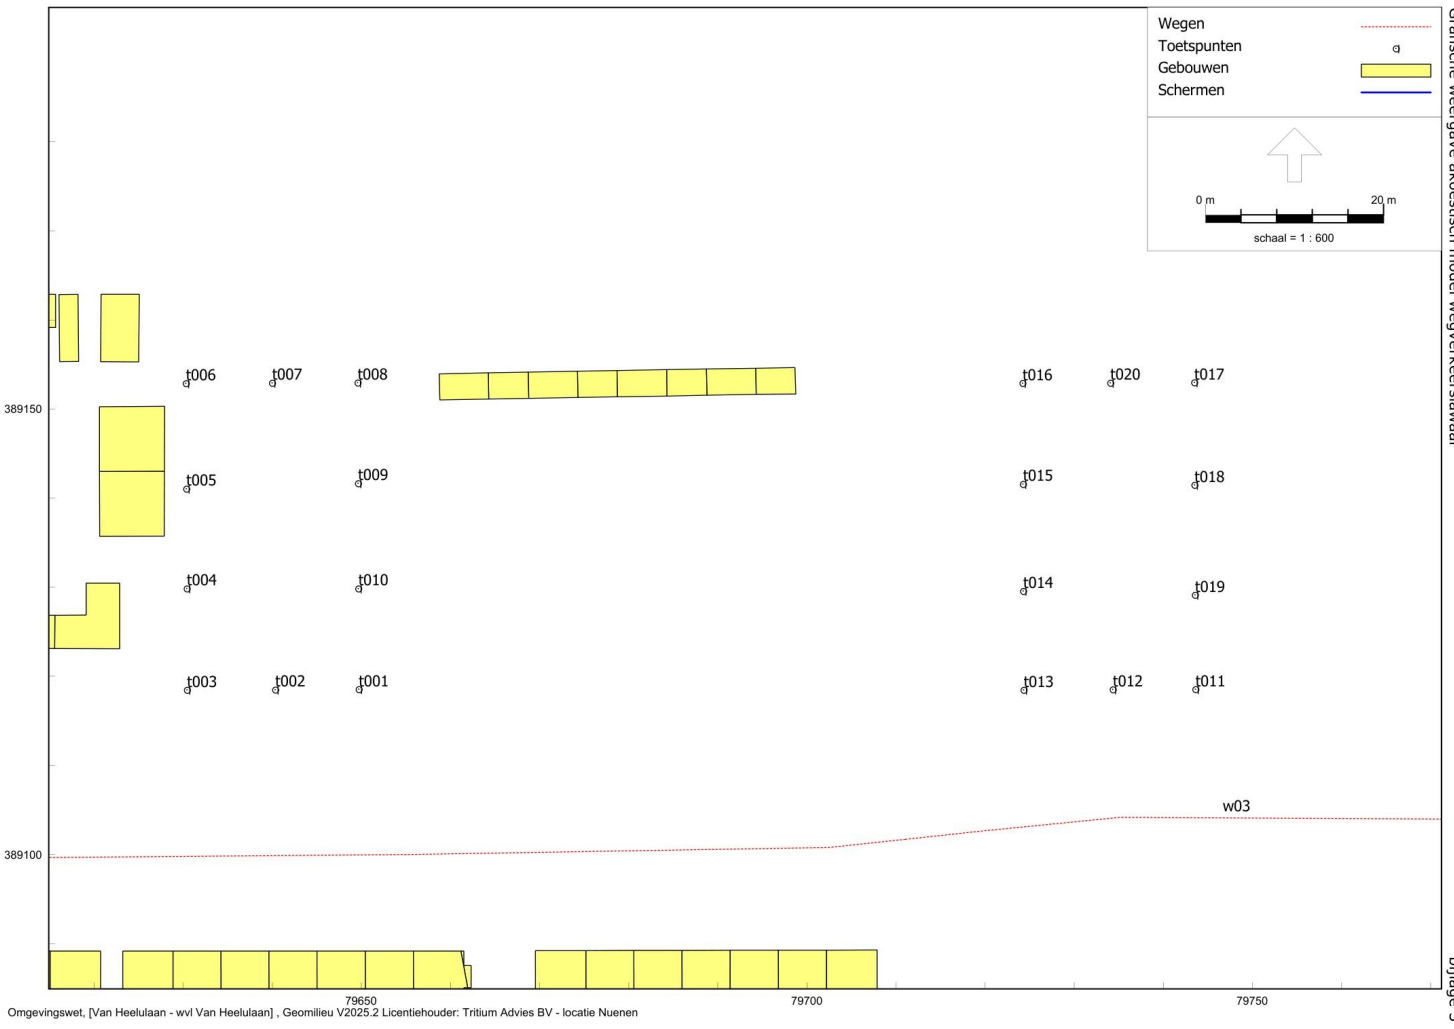 Wegen
Toetspunten
Gebouwen
Schermen
0 m 20 m
schaal = 1 : 600
t006 t007 t008 t016 t020 t017
389150
t005 t009 t015 t018
t004 t010 t014 t019
t003 t002 t001 t013 t012 t011
w03
389100
79650 79700 79750
Omgevingswet, [Van Heelulaan - wvl Van Heelulaan] , Geomilieu V2025.2 Licentiehouder: Tritium Advies BV - locatie Nuenen